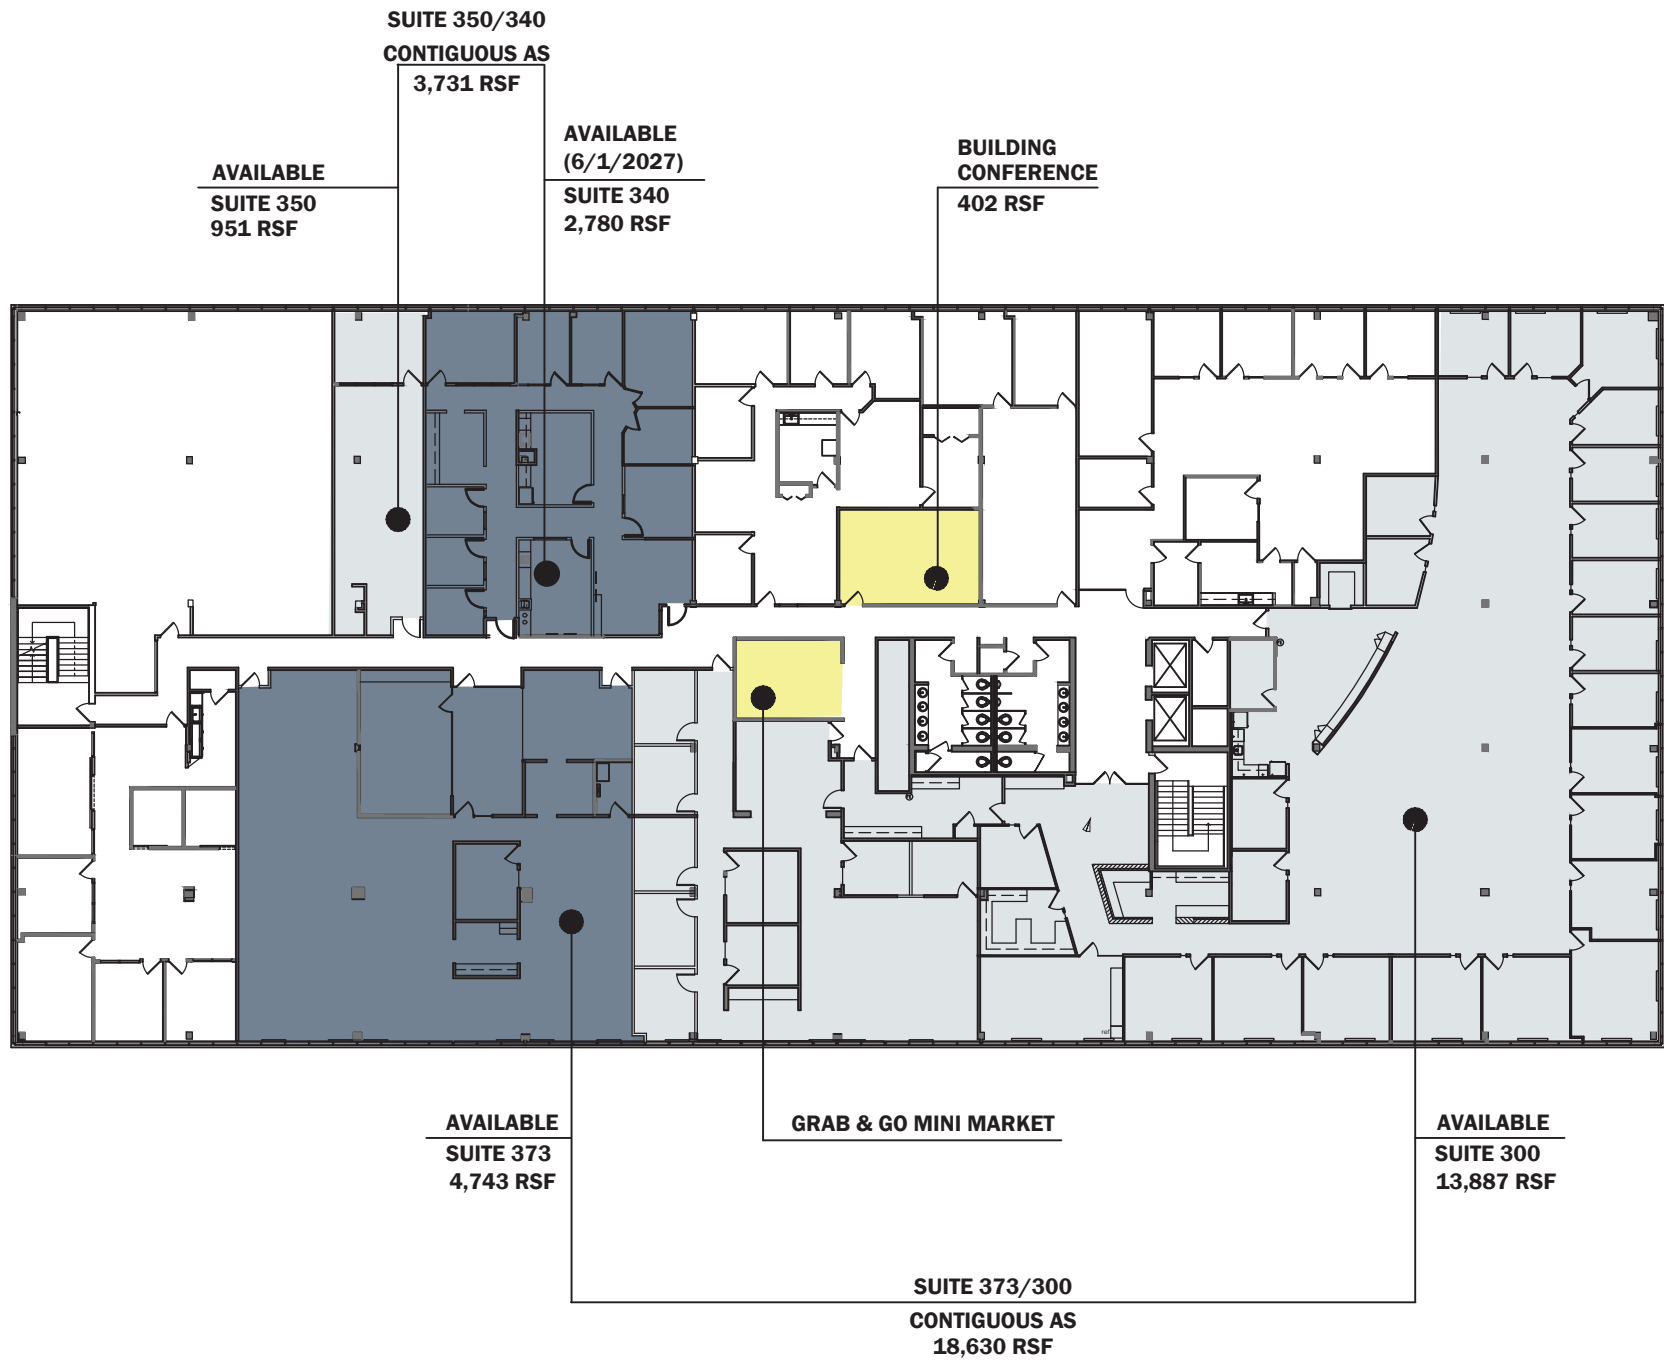 SUITE 350/340
CONTIGUOUS AS
3,731 RSF
AVAILABLE
SUITE 350
951 RSF
AVAILABLE
(6/1/2027)
SUITE 340
2,780 RSF
BUILDING
CONFERENCE
402 RSF
ref
AVAILABLE
SUITE 373
4,743 RSF
GRAB & GO MINI MARKET
AVAILABLE
SUITE 300
13,887 RSF
SUITE 373/300
CONTIGUOUS AS
18,630 RSF